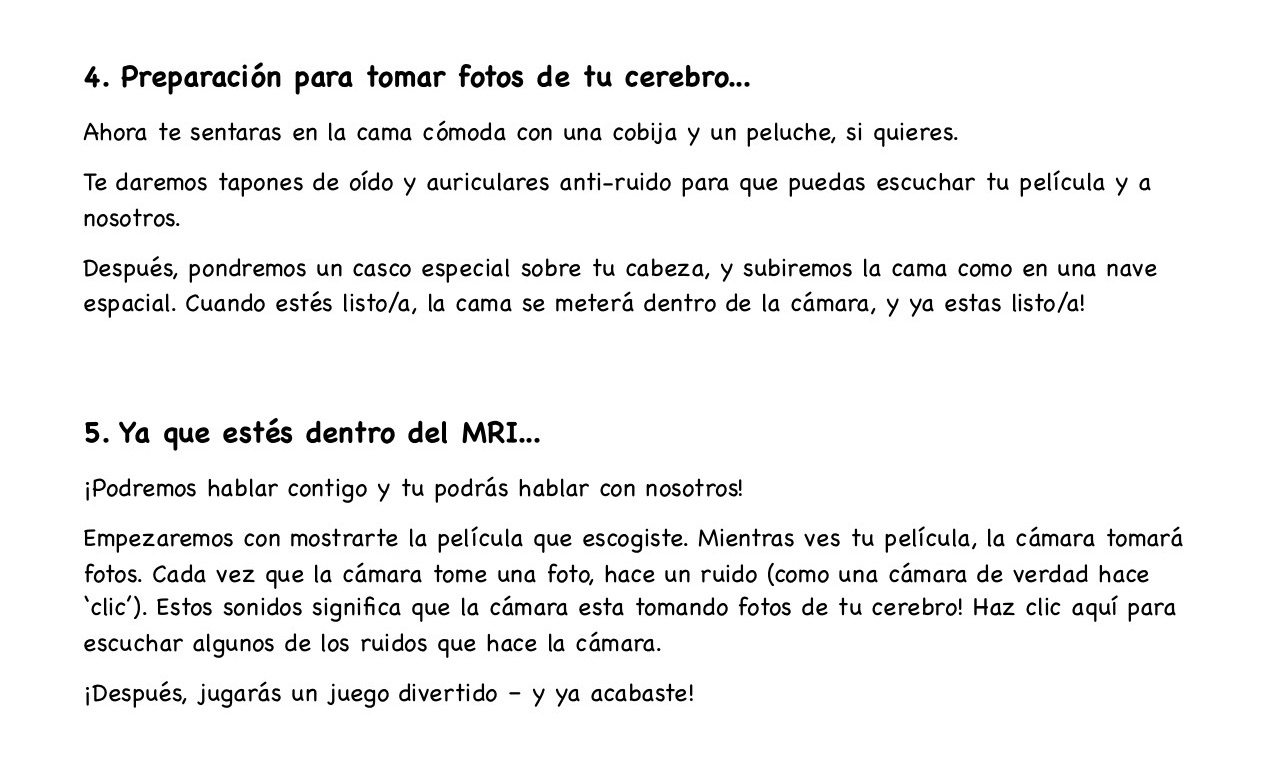 4. Preparación para tomar fotos de tu cerebro...
Ahora te sentaras en la cama cómoda con una cobija y un peluche, si quieres.
Te daremos tapones de oído y auriculares anti-ruido para que puedas escuchar tu película y a
nosotros.
Después, pondremos un casco especial sobre tu cabeza, y subiremos la cama como en una nave
espacial. Cuando estés listo/a, la cama se meterá dentro de la cámara, y ya estas listo/a!
5. Ya que estés dentro del MRI...
¡Podremos hablar contigo y tu podrás hablar con nosotros!
Empezaremos con mostrarte la película que escogiste. Mientras ves tu película, la cámara tomará
fotos. Cada vez que la cámara tome una foto, hace un ruido (como una cámara de verdad hace
‘clic’). Estos sonidos significa que la cámara esta tomando fotos de tu cerebro! Haz clic aquí para
escuchar algunos de los ruidos que hace la cámara.
¡Después, jugarás un juego divertido – y ya acabaste!